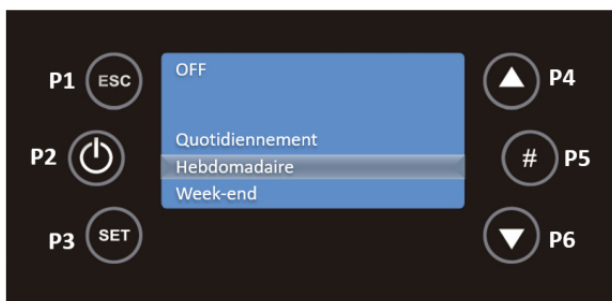 P1 ESC
P2
P3 SET
OFF
Quotidiennement
Hebdomadaire
Week-end
P4
# P5
P6